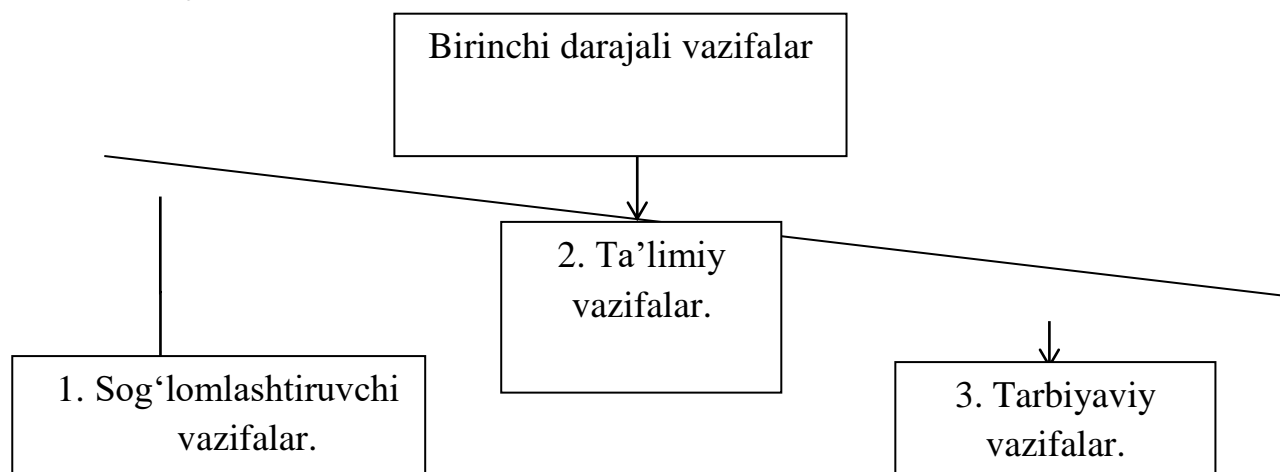 Birinchi darajali vazifalar
2. Ta’limiy
vazifalar.
1. Sog‘lomlashtiruvchi
vazifalar.
3. Tarbiyaviy
vazifalar.